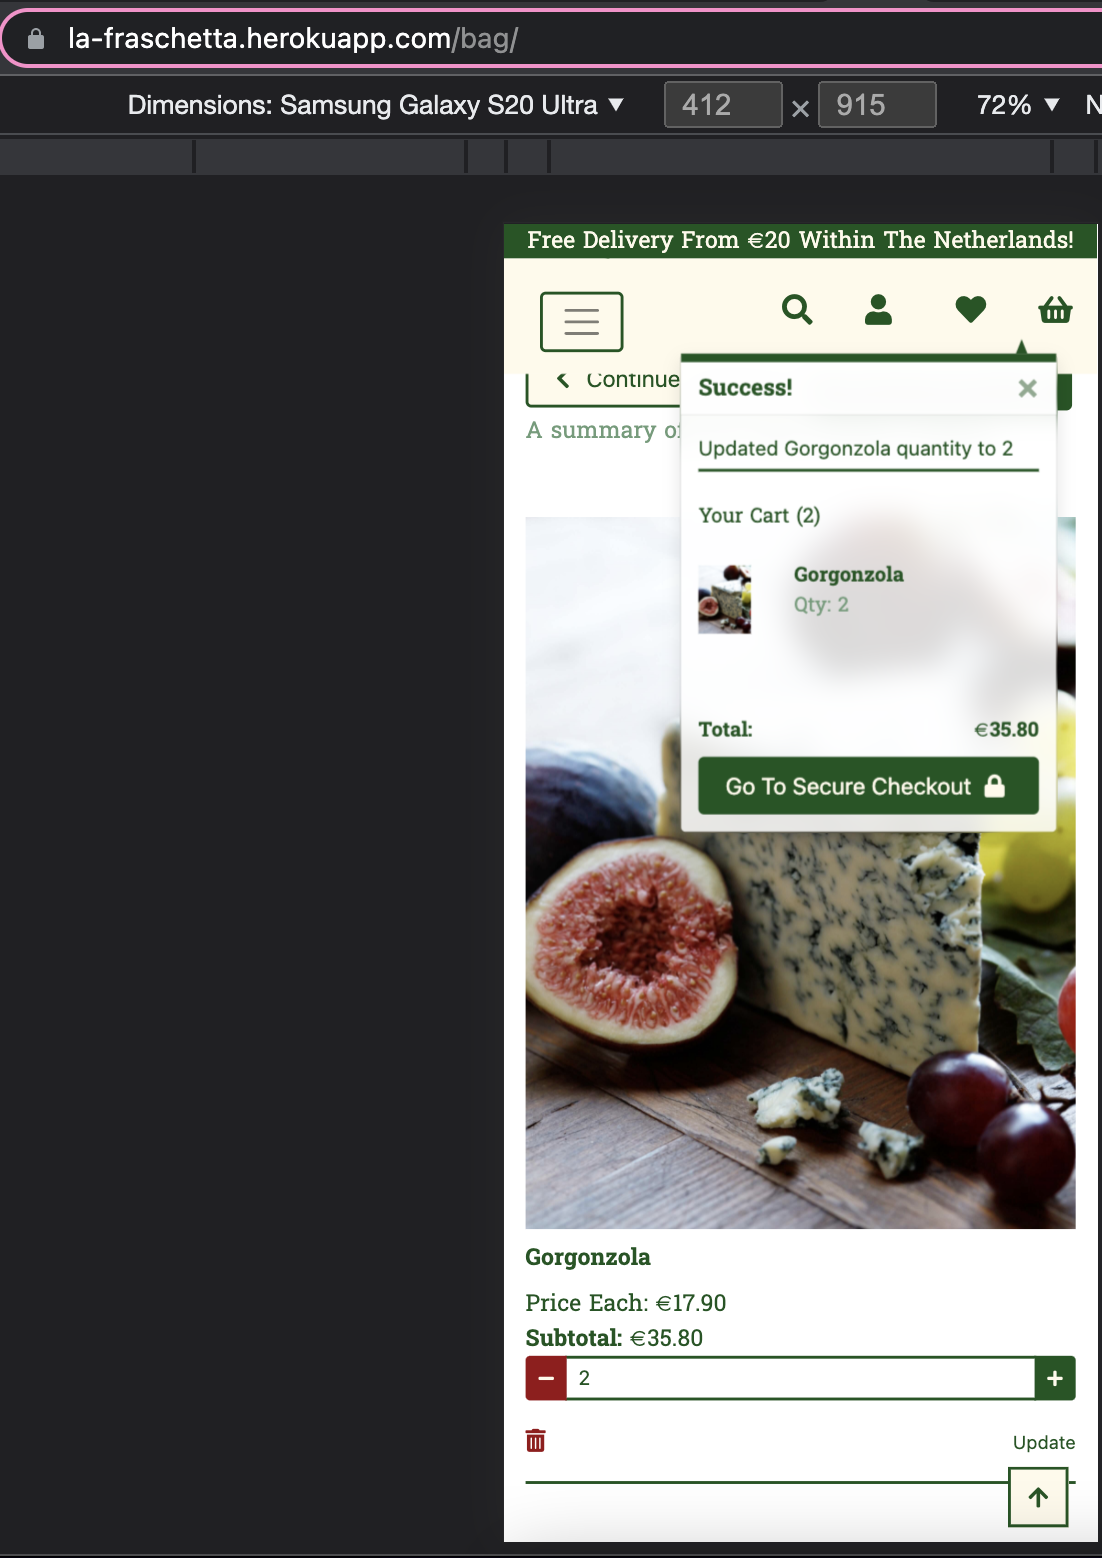 la-fraschetta.herokuapp.com/bag/
Dimensions: Samsung Galaxy S20 Ultra ▼ 412 × 915 72% ▼ N
Free Delivery From €20 Within The Netherlands!
Continue
A summary of
Success!
Updated Gorgonzola quantity to 2
Your Cart (2)
Gorgonzola
Qty: 2
Total: €35.80
Go To Secure Checkout
Gorgonzola
Price Each: €17.90
Subtotal: €35.80
2
Update